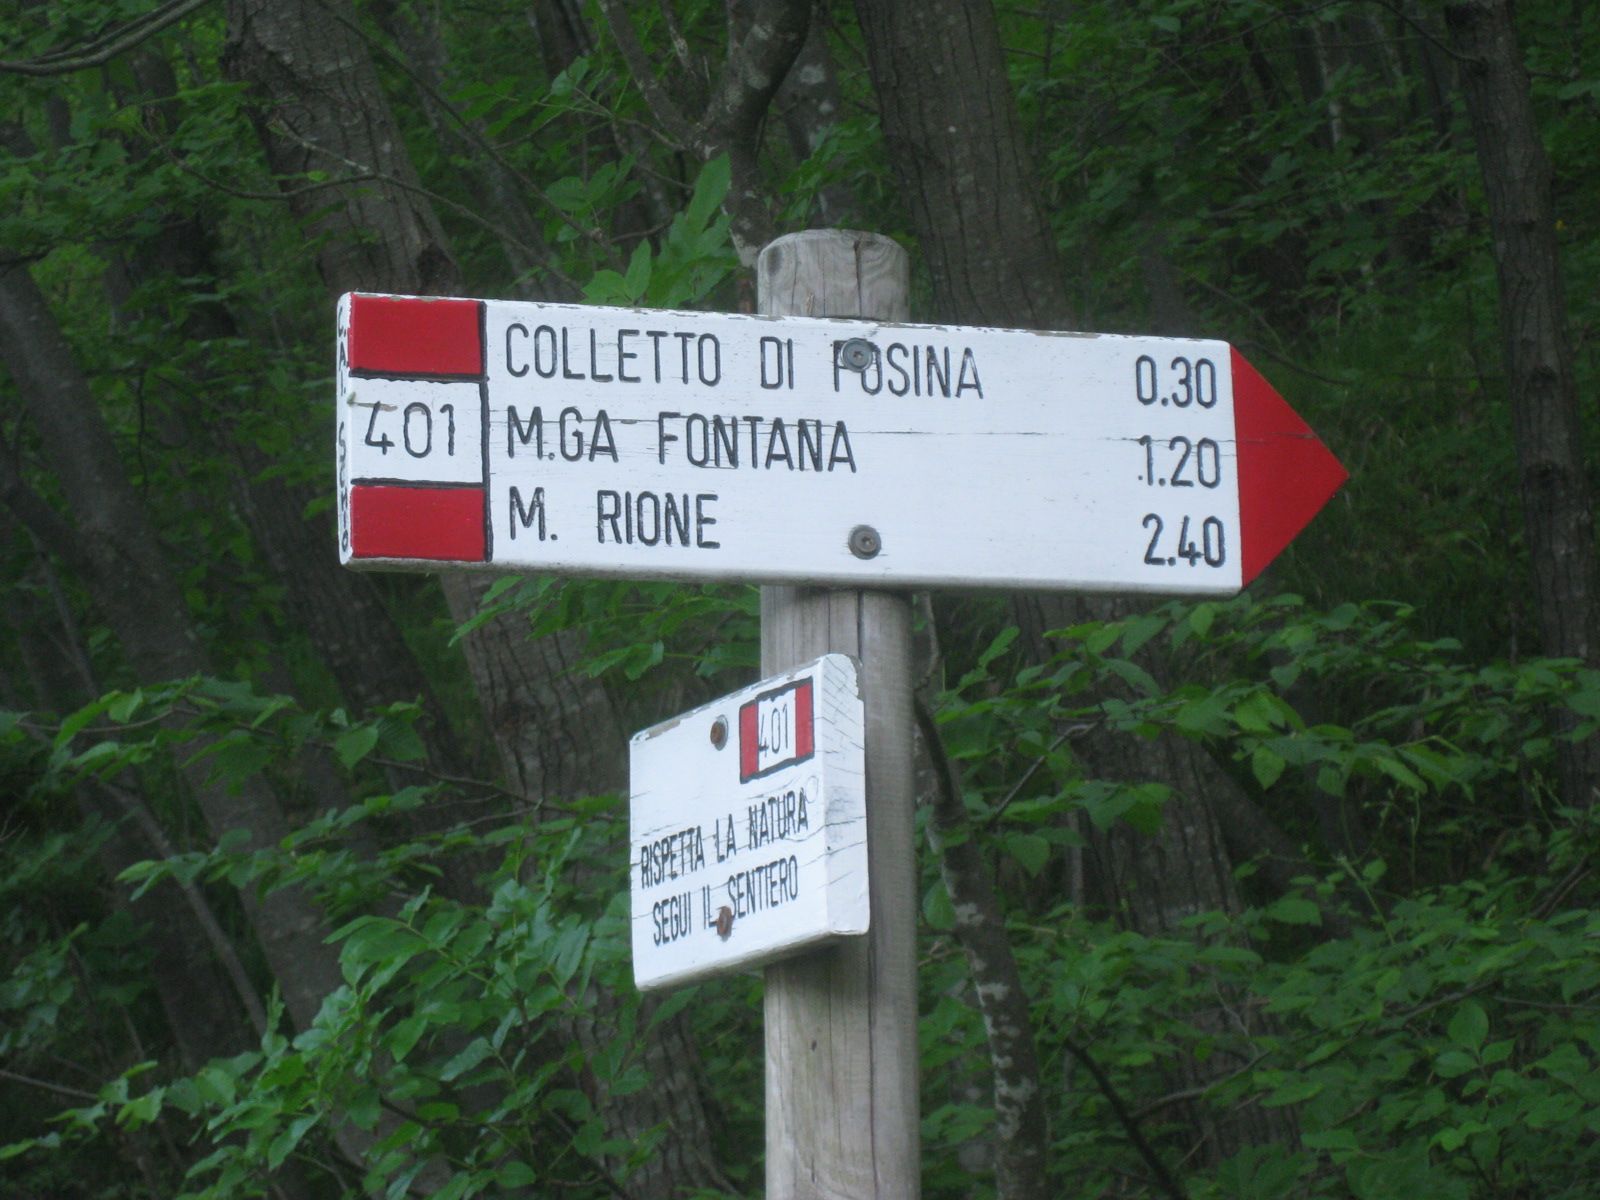 C.A.I. SCHIO
401
COLLETTO DI POSINA 0.30
M.GA FONTANA 1.20
M. RIONE 2.40
401
RISPETTA LA NATURA
SEGUI IL SENTIERO